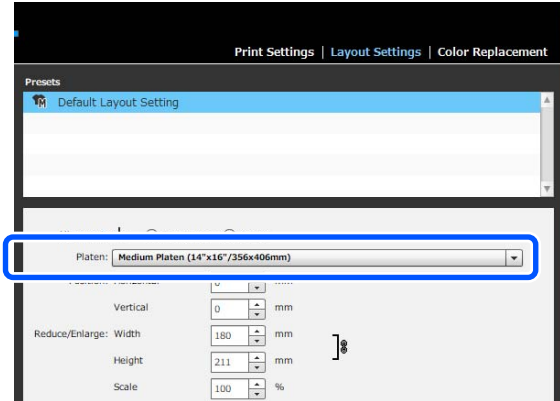 Print Settings | Layout Settings | Color Replacement
Presets
M Default Layout Setting
Platen: Medium Platen (14"x16"/356x406mm)
Vertical 0 mm
Reduce/Enlarge: Width 180 mm
Height 211 mm
Scale 100 %